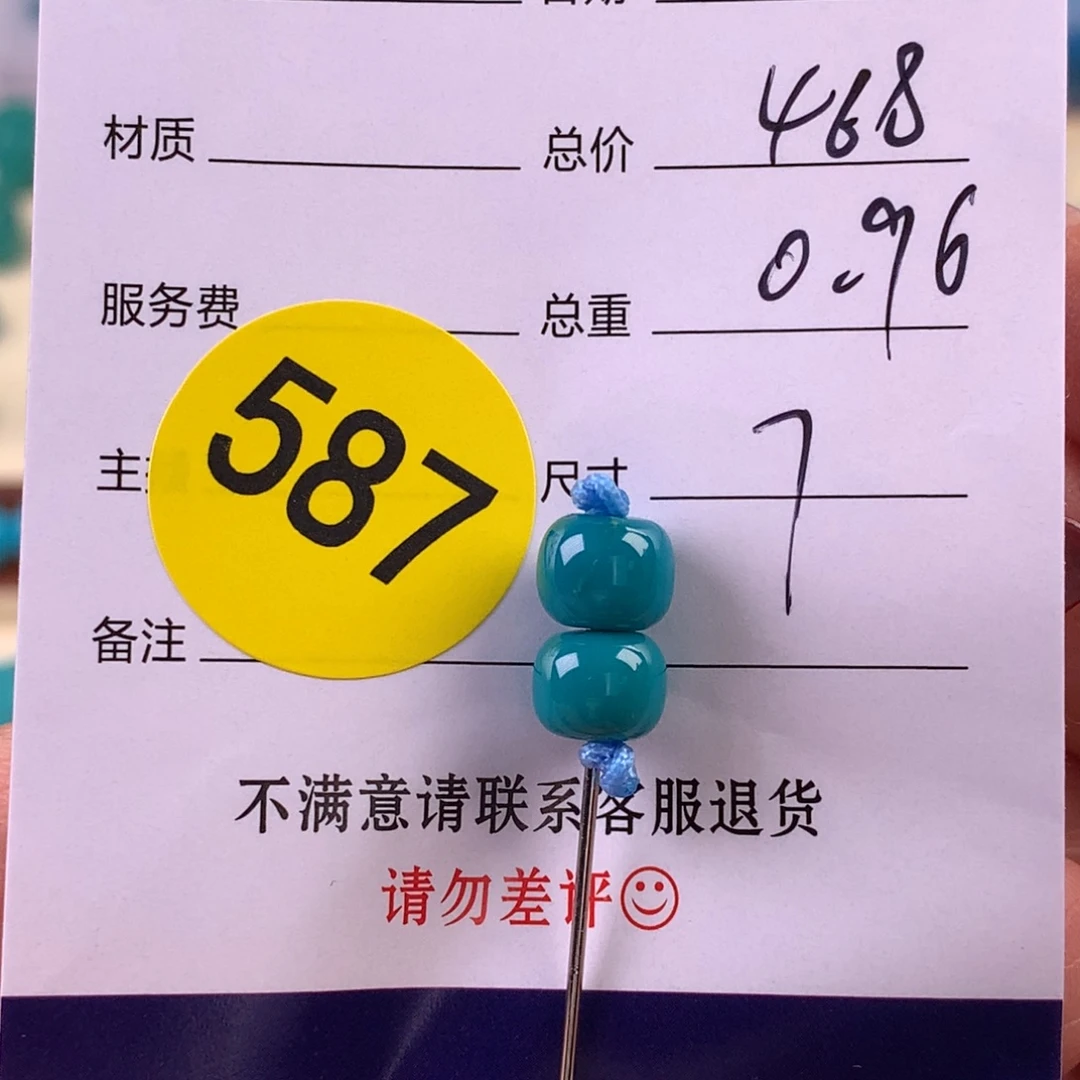 材质 总价 468
服务费 总重 0.96
主 尺寸 7
587
备注
不满意请联系客服退货
请勿差评